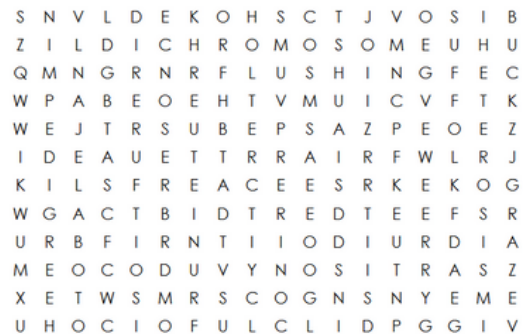 S N V L D E K O H S C T J V O S I B
Z I L D I C H R O M O S O M E U H U
Q M N G R N R F L U S H I N G F E C
W P A B E O E H T V M U I C V F T K
W E J T R S U B E P S A Z P E O E Z
I D E A U E T T R R A I R F W L R J
K I L S F R E A C E E S R K E K O G
W G A C T B I D T R E D T E E F S R
U R B F I R N T I I O D I U R D I A
M E O C O D U V Y N O S I T R A S Z
X E T W S M R S C O G N S N Y E M E
U H O C I O F U L C L I D P G G I V